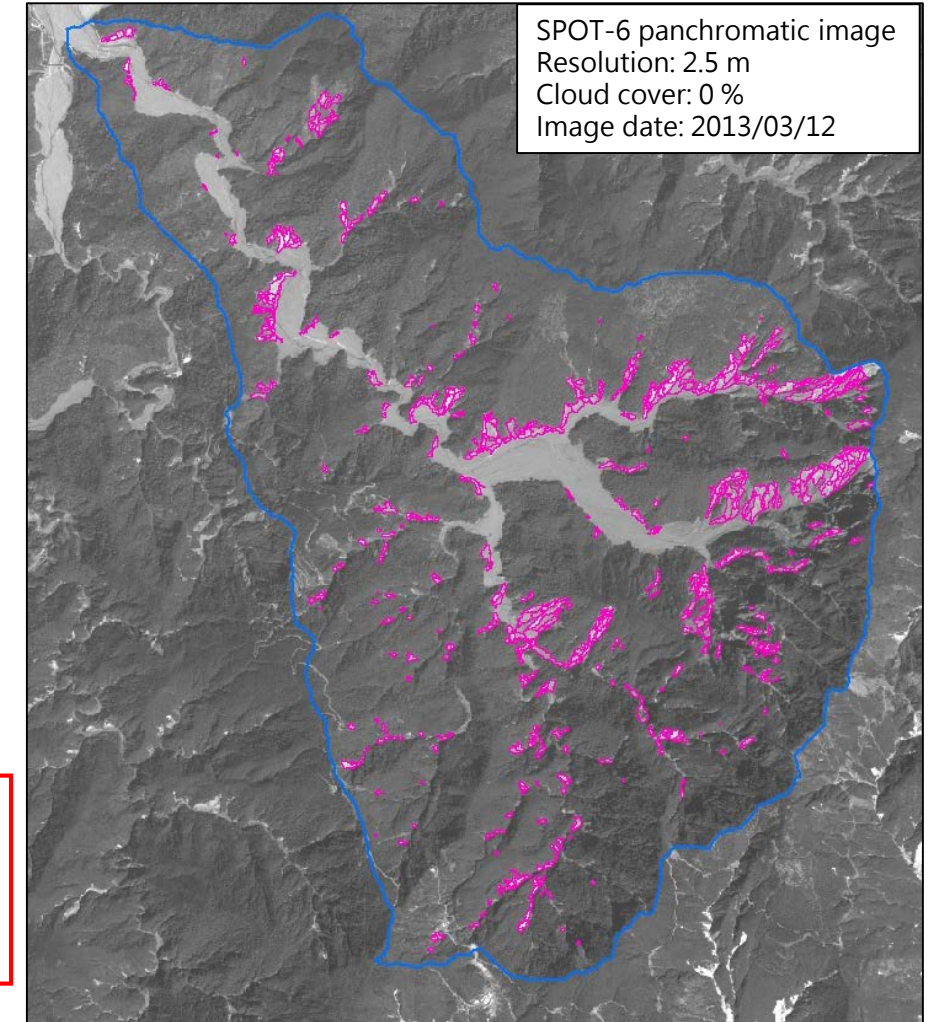 SPOT-6 panchromatic image
Resolution: 2.5 m
Cloud cover: 0 %
Image date: 2013/03/12